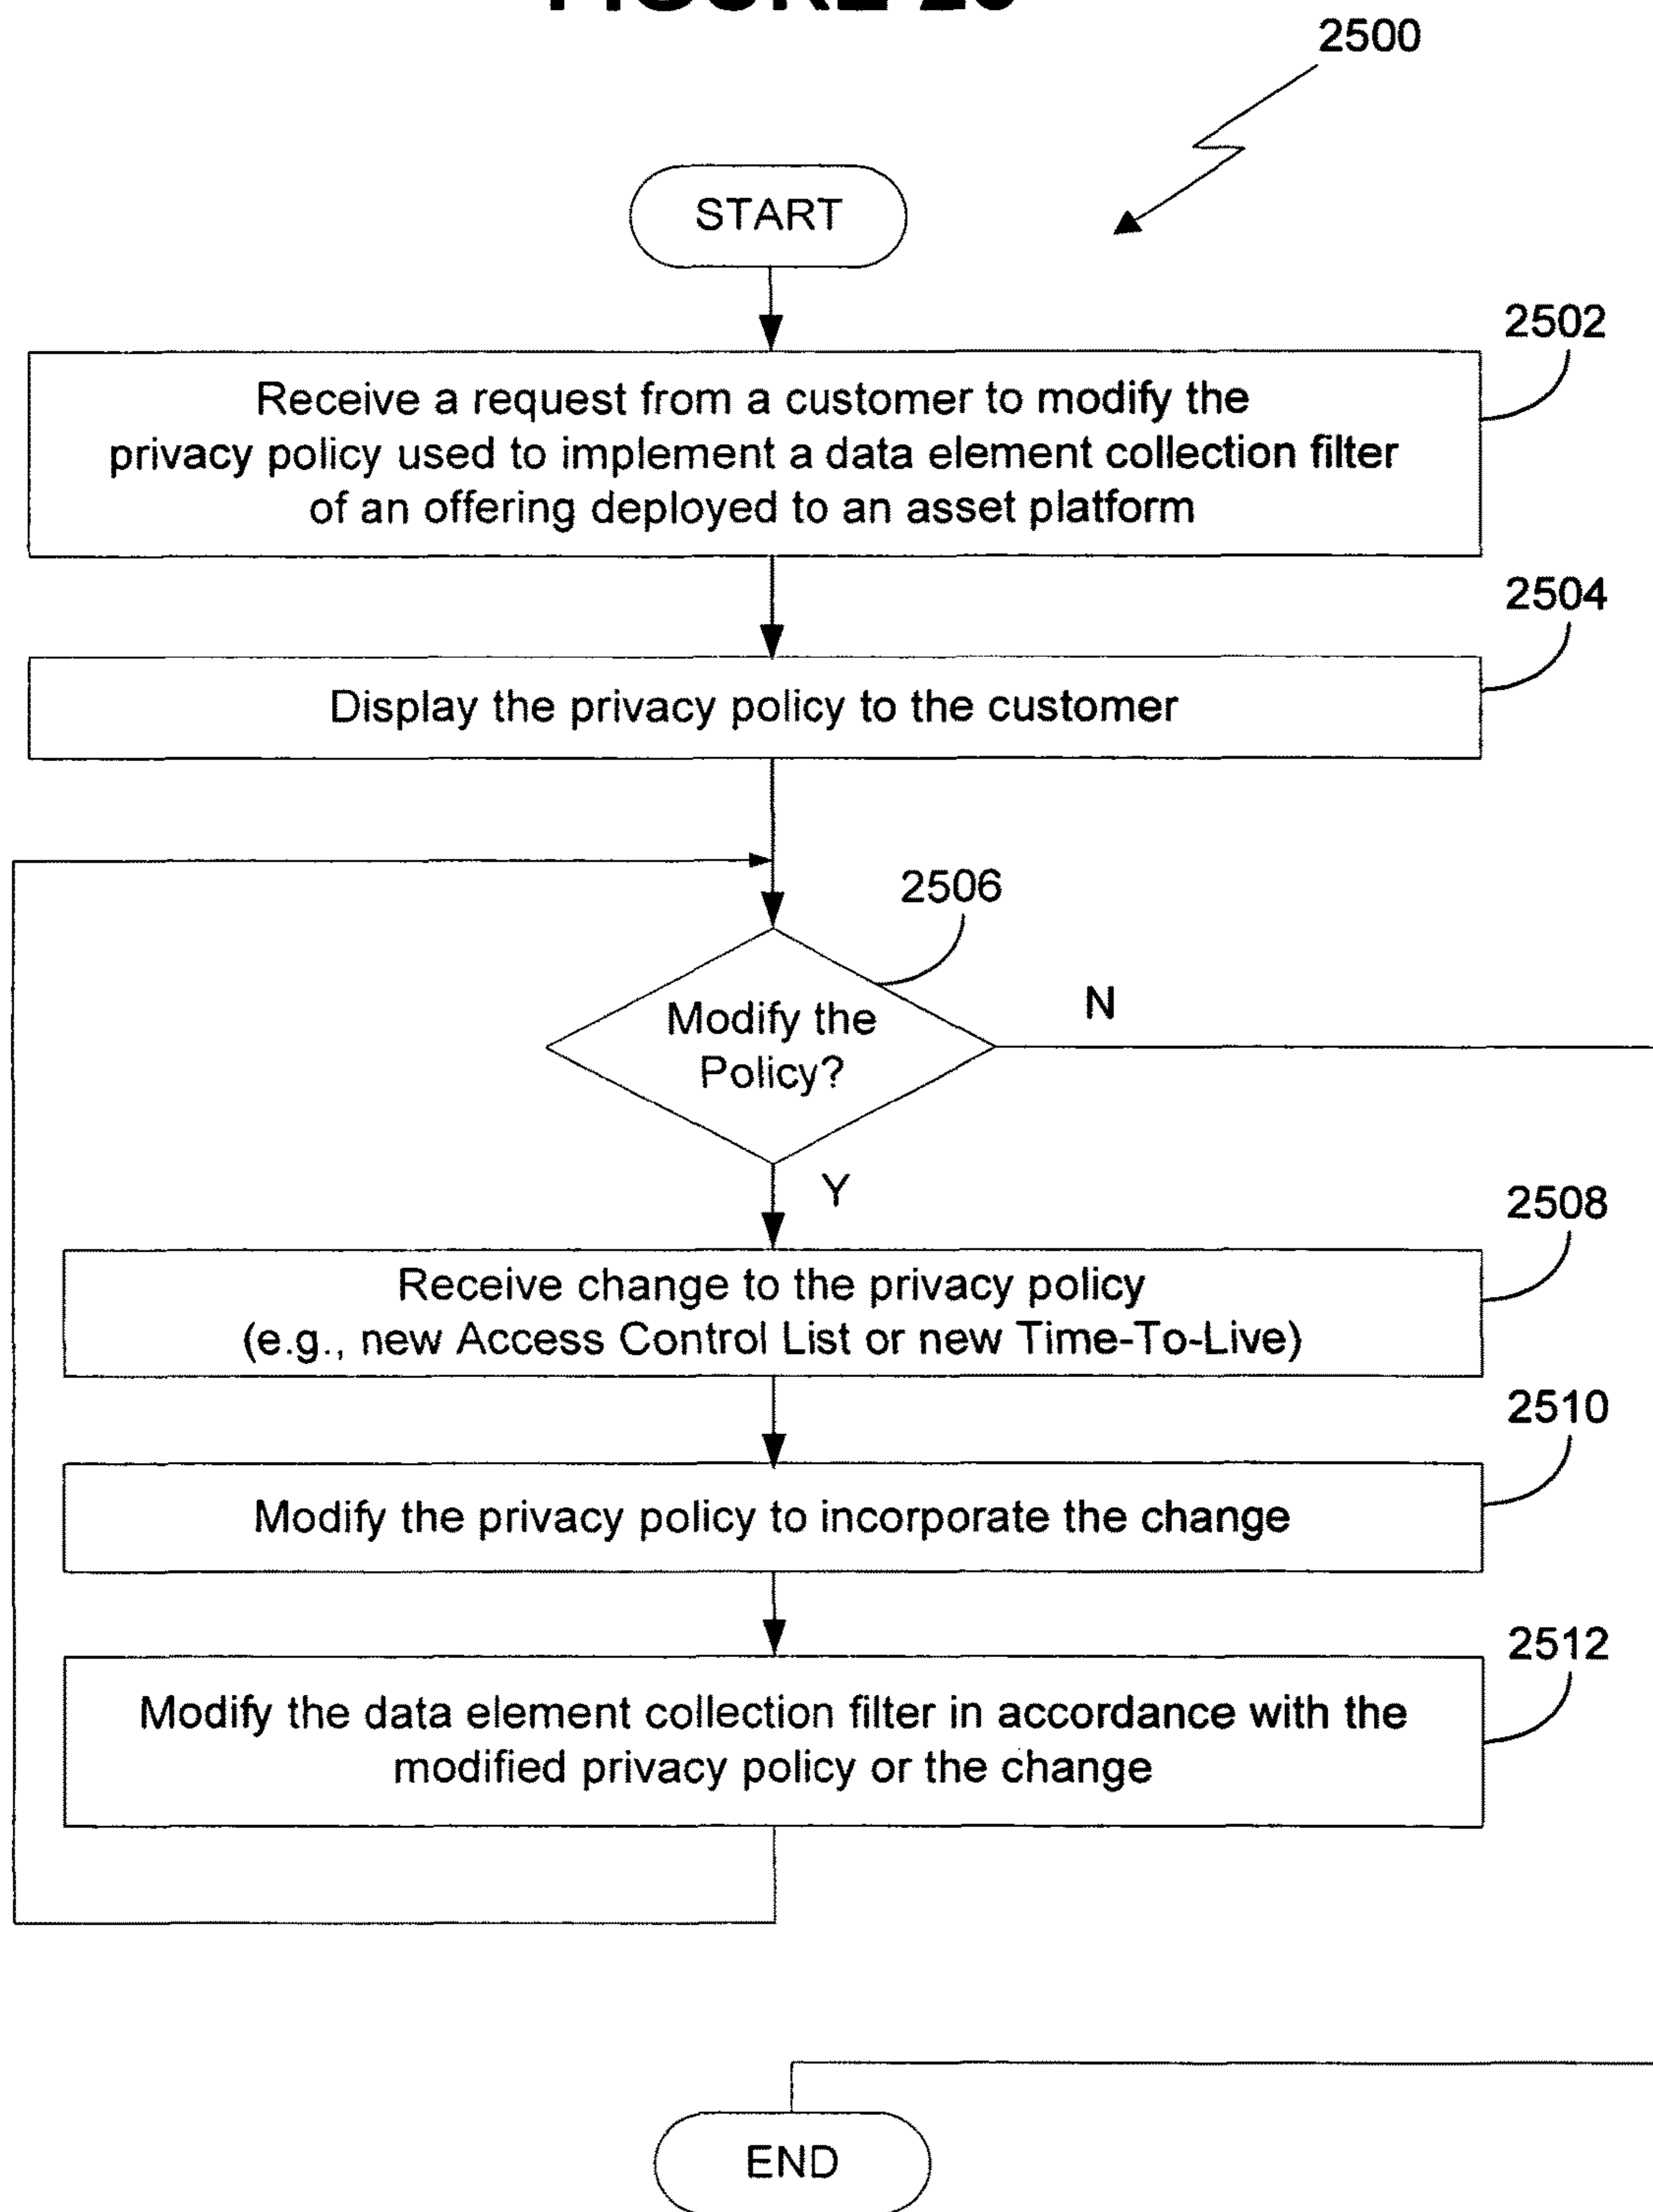 2500
START
2502
Receive a request from a customer to modify the
privacy policy used to implement a data element collection filter
of an offering deployed to an asset platform
2504
Display the privacy policy to the customer
2506
Modify the
Policy?
N
Y
2508
Receive change to the privacy policy
(e.g., new Access Control List or new Time-To-Live)
2510
Modify the privacy policy to incorporate the change
2512
Modify the data element collection filter in accordance with the
modified privacy policy or the change
END